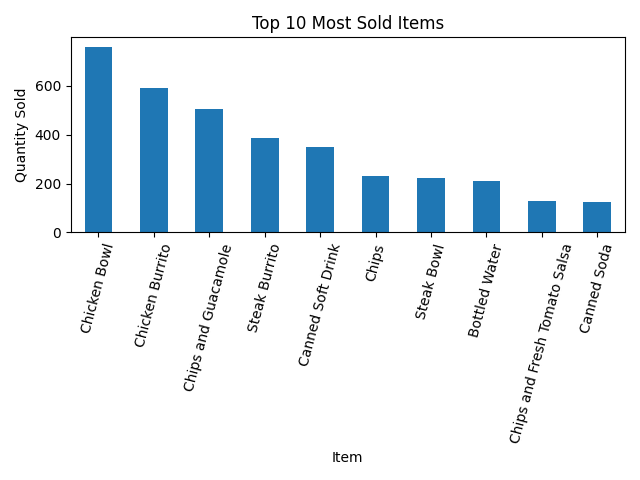 Top 10 Most Sold Items
Quantity Sold
600
400
200
0
Chicken Bowl
Chicken Burrito
Chips and Guacamole
Steak Burrito
Canned Soft Drink
Chips
Steak Bowl
Bottled Water
Chips and Fresh Tomato Salsa
Canned Soda
Item